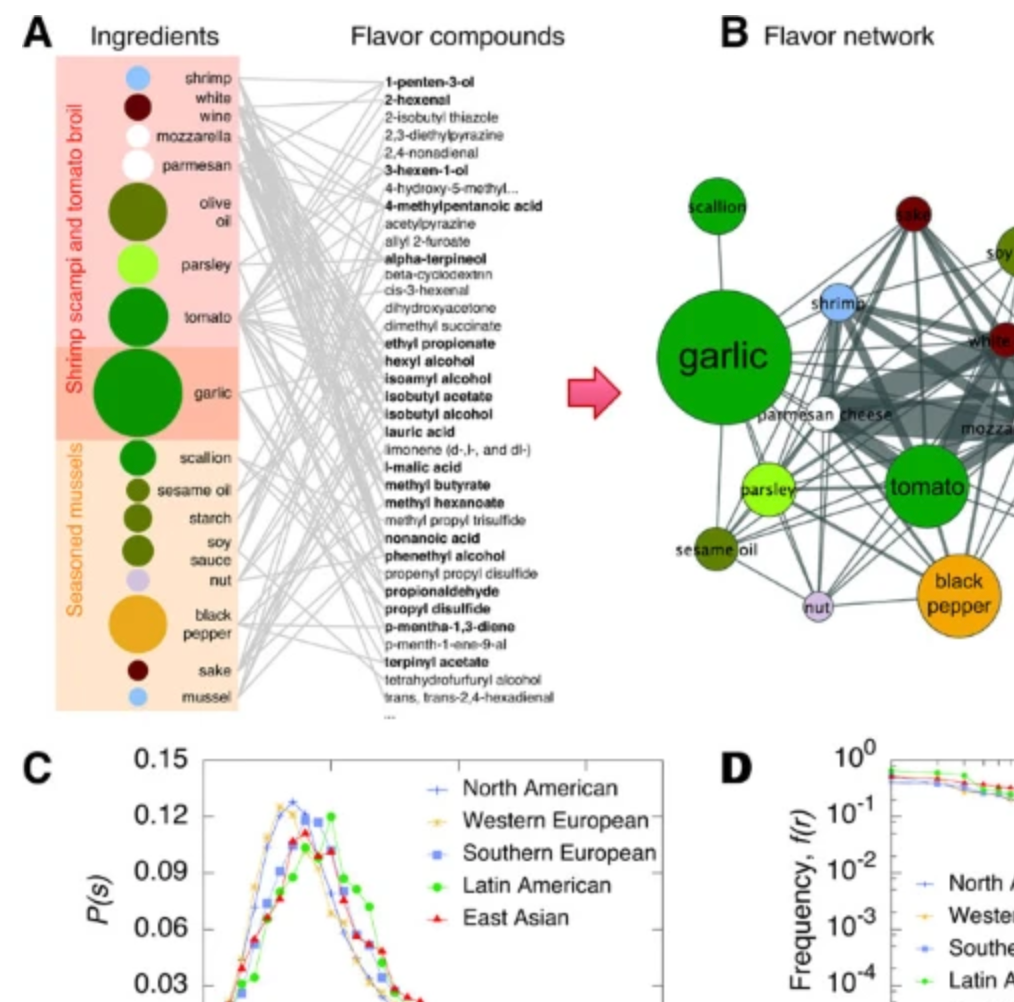 A
Ingredients
Flavor compounds
Shrimp scampi and tomato broil
Seasoned mussels
shrimp
white
wine
mozzarella
parmesan
olive
oil
parsley
tomato
garlic
scallion
sesame oil
starch
soy
sauce
nut
black
pepper
sake
mussel
1-penten-3-ol
2-hexenal
2-isobutyl thiazole
2,3-diethylpyrazine
2,4-nonadienal
3-hexen-1-ol
4-hydroxy-5-methyl...
4-methylpentanoic acid
acetylpyrazine
allyl 2-furoate
alpha-terpineol
beta-cyclodextrin
cis-3-hexenal
dihydroxyacetone
dimethyl succinate
ethyl propionate
hexyl alcohol
isoamyl alcohol
isobutyl acetate
isobutyl alcohol
lauric acid
limonene (d-,l-, and dl-)
l-malic acid
methyl butyrate
methyl hexanoate
methyl propyl trisulfide
nonanoic acid
phenethyl alcohol
propenyl propyl disulfide
propionaldehyde
propyl disulfide
p-mentha-1,3-diene
p-menth-1-ene-9-al
terpinyl acetate
tetrahydrofurfuryl alcohol
trans, trans-2,4-hexadienal
...
B
Flavor network
scallion
sake
soy
shrimp
white
garlic
parmesan cheese
mozza
parsley
tomato
sesame oil
black
pepper
nut
C
0.15
0.12
0.09
0.06
0.03
P(s)
North American
Western European
Southern European
Latin American
East Asian
D
10^0
10^-1
10^-2
10^-3
10^-4
Frequency, f(r)
North A
Wester
Southe
Latin A